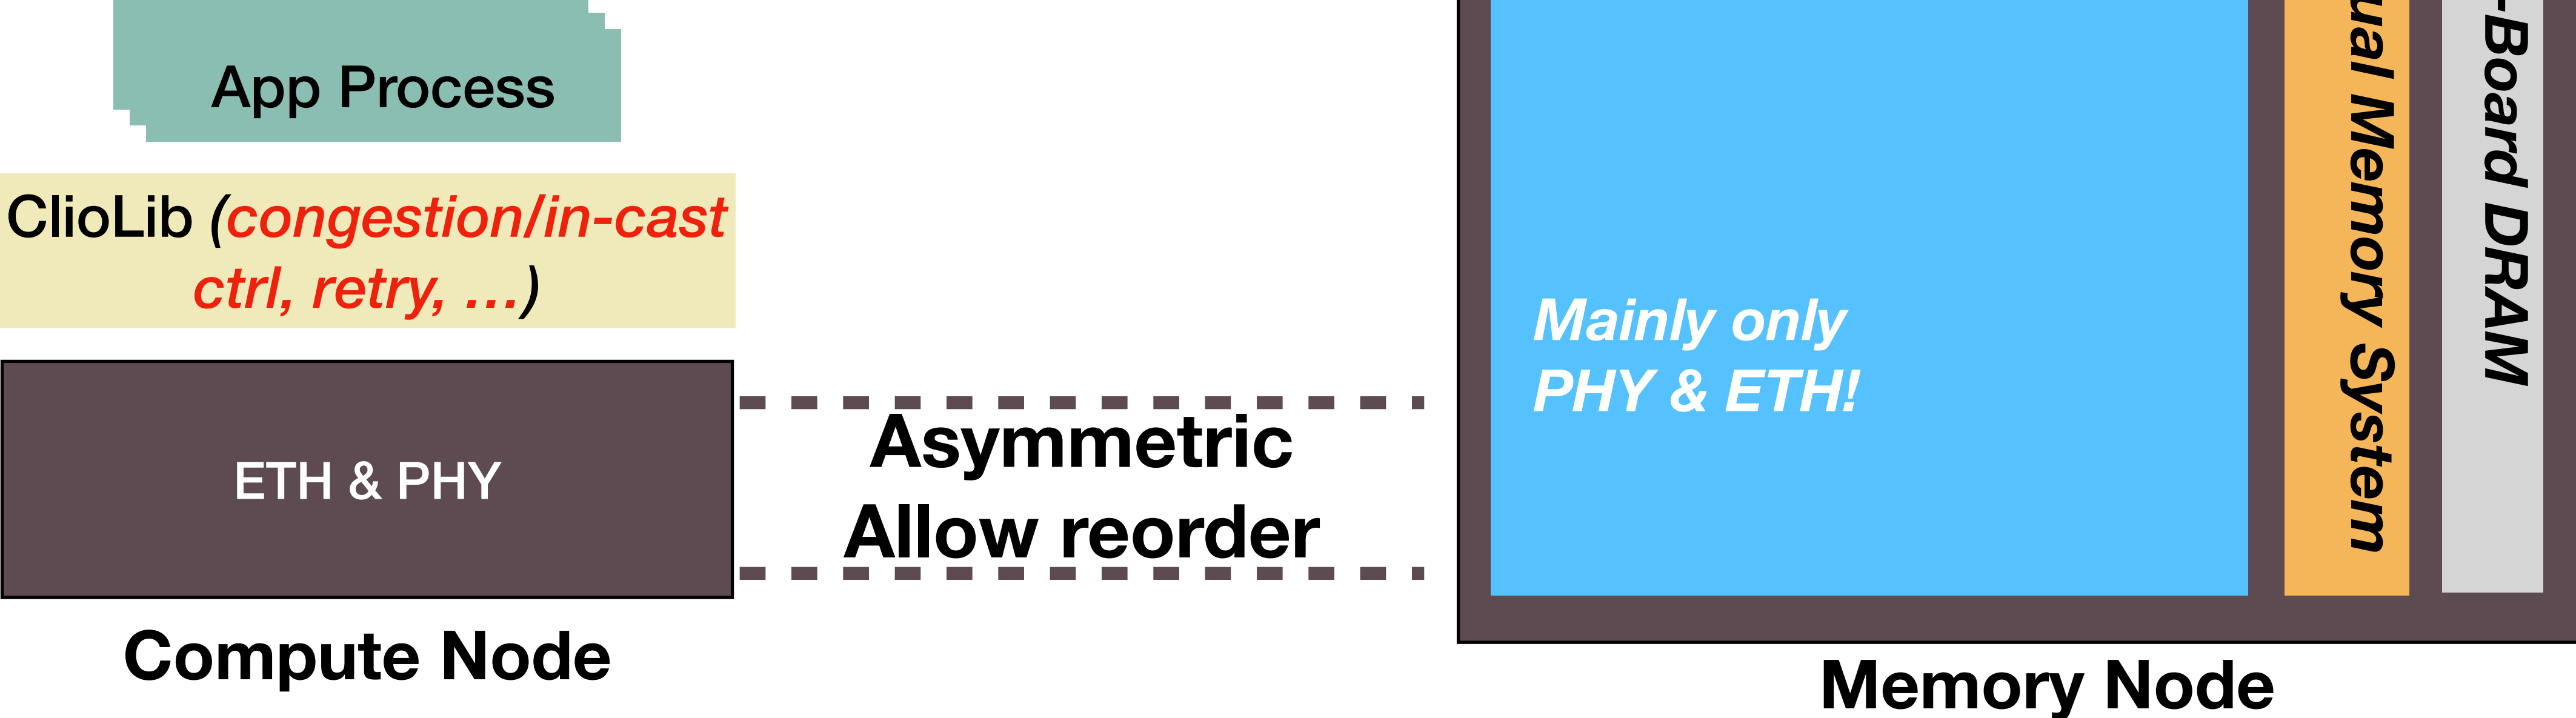 App Process
ClioLib (congestion/in-cast
ctrl, retry, …)
ETH & PHY
Compute Node
Asymmetric
Allow reorder
Mainly only
PHY & ETH!
Memory System
-Board DRAM
Memory Node